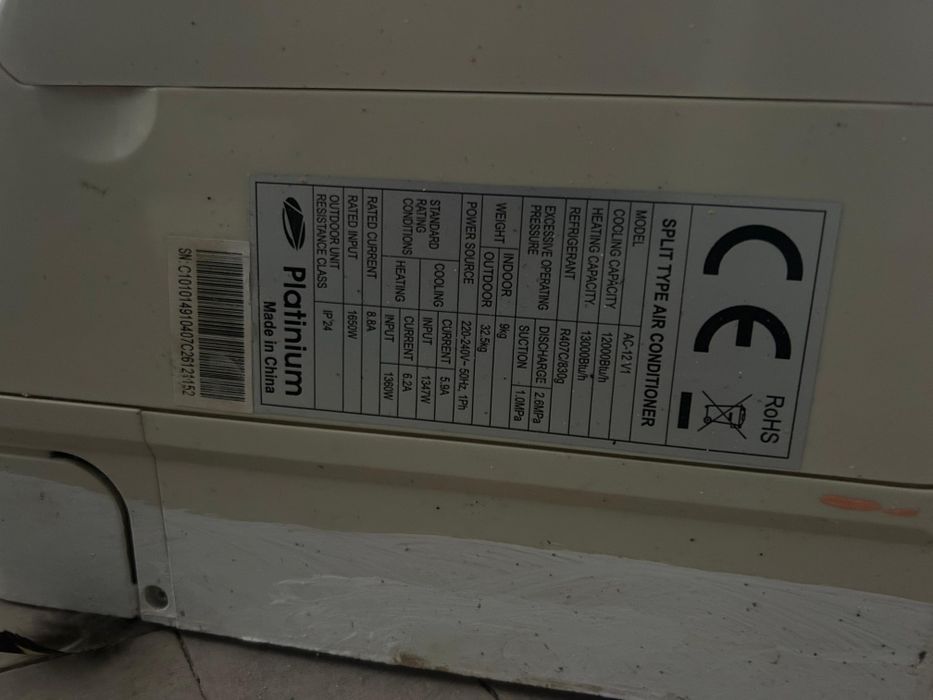 CE RoHS
SPLIT TYPE AIR CONDITIONER
MODEL AC-12 V1
COOLING CAPACITY 12000Btu/h
HEATING CAPACITY. 13000Btu/h
REFRIGERANT R407C/830g
EXCESSIVE OPERATING PRESSURE DISCHARGE 2.6MPa
SUCTION 1.0MPa
WEIGHT INDOOR 9kg
OUTDOOR 32.5kg
POWER SOURCE 220-240V~ 50Hz, 1Ph
STANDARD RATING CONDITIONS COOLING CURRENT 5.9A
INPUT 1347W
HEATING CURRENT 6.2A
INPUT 1360W
RATED CURRENT 8.8A
RATED INPUT 1650W
OUTDOOR UNIT RESISTANCE CLASS IP'24
Platinium
Made in China
SN: C101014910407C26121152